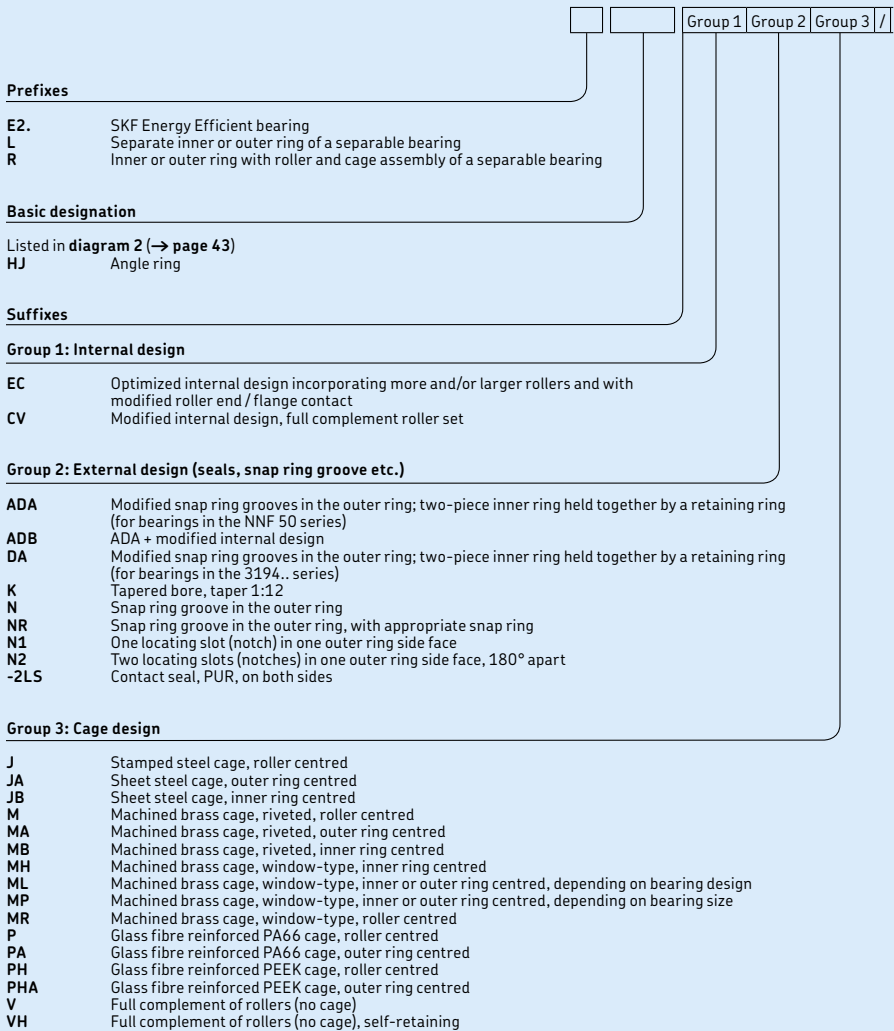 Group 1 Group 2 Group 3 /
Prefixes
E2. SKF Energy Efficient bearing
L Separate inner or outer ring of a separable bearing
R Inner or outer ring with roller and cage assembly of a separable bearing
Basic designation
Listed in diagram 2 (→ page 43)
HJ Angle ring
Suffixes
Group 1: Internal design
EC Optimized internal design incorporating more and/or larger rollers and with
modified roller end / flange contact
CV Modified internal design, full complement roller set
Group 2: External design (seals, snap ring groove etc.)
ADA Modified snap ring grooves in the outer ring; two-piece inner ring held together by a retaining ring
(for bearings in the NNF 50 series)
ADB ADA + modified internal design
DA Modified snap ring grooves in the outer ring; two-piece inner ring held together by a retaining ring
(for bearings in the 3194.. series)
K Tapered bore, taper 1:12
N Snap ring groove in the outer ring
NR Snap ring groove in the outer ring, with appropriate snap ring
N1 One locating slot (notch) in one outer ring side face
N2 Two locating slots (notches) in one outer ring side face, 180° apart
-2LS Contact seal, PUR, on both sides
Group 3: Cage design
J Stamped steel cage, roller centred
JA Sheet steel cage, outer ring centred
JB Sheet steel cage, inner ring centred
M Machined brass cage, riveted, roller centred
MA Machined brass cage, riveted, outer ring centred
MB Machined brass cage, riveted, inner ring centred
MH Machined brass cage, window-type, inner ring centred
ML Machined brass cage, window-type, inner or outer ring centred, depending on bearing design
MP Machined brass cage, window-type, inner or outer ring centred, depending on bearing size
MR Machined brass cage, window-type, roller centred
P Glass fibre reinforced PA66 cage, roller centred
PA Glass fibre reinforced PA66 cage, outer ring centred
PH Glass fibre reinforced PEEK cage, roller centred
PHA Glass fibre reinforced PEEK cage, outer ring centred
V Full complement of rollers (no cage)
VH Full complement of rollers (no cage), self-retaining